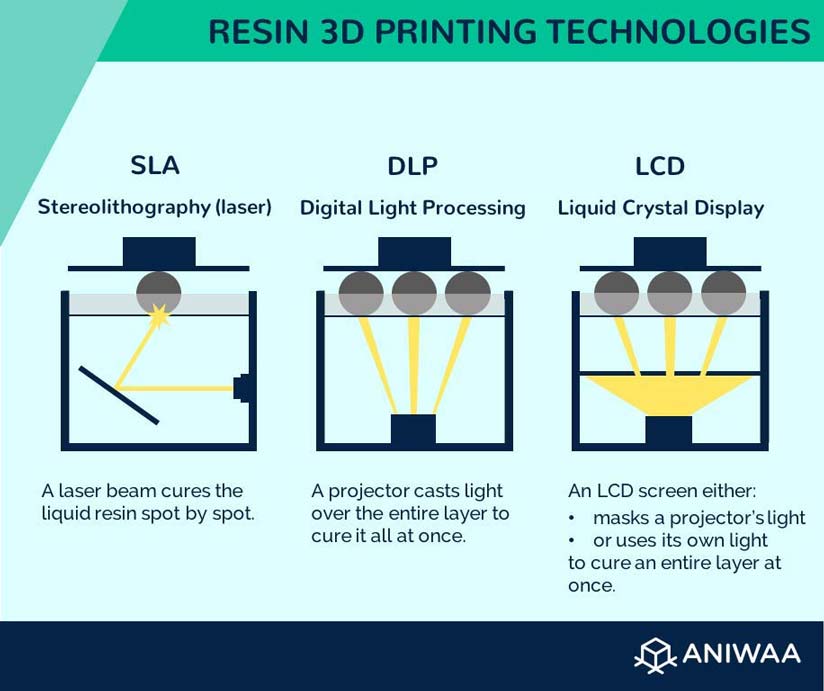 RESIN 3D PRINTING TECHNOLOGIES
SLA
Stereolithography (laser)
A laser beam cures the
liquid resin spot by spot.
DLP
Digital Light Processing
A projector casts light
over the entire layer to
cure it all at once.
LCD
Liquid Crystal Display
An LCD screen either:
• masks a projector's light
• or uses its own light
to cure an entire layer at
once.
ANIWAA